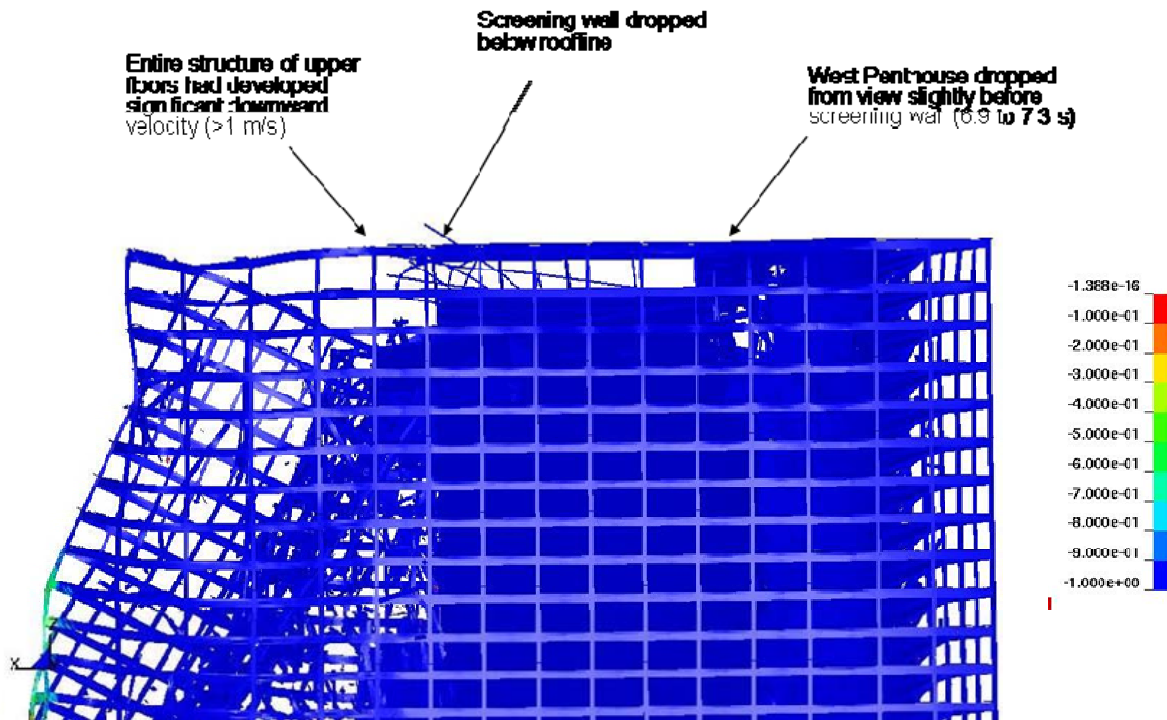 Screening wall dropped
below roofline
Entire structure of upper
floors had developed
significant downward
velocity (>1 m/s)
West Penthouse dropped
from view slightly before
screening wall (6.9 to 7.3 s)
-1.388e-16
-1.000e-01
-2.000e-01
-3.000e-01
-4.000e-01
-5.000e-01
-6.000e-01
-7.000e-01
-8.000e-01
-9.000e-01
-1.000e+00
X